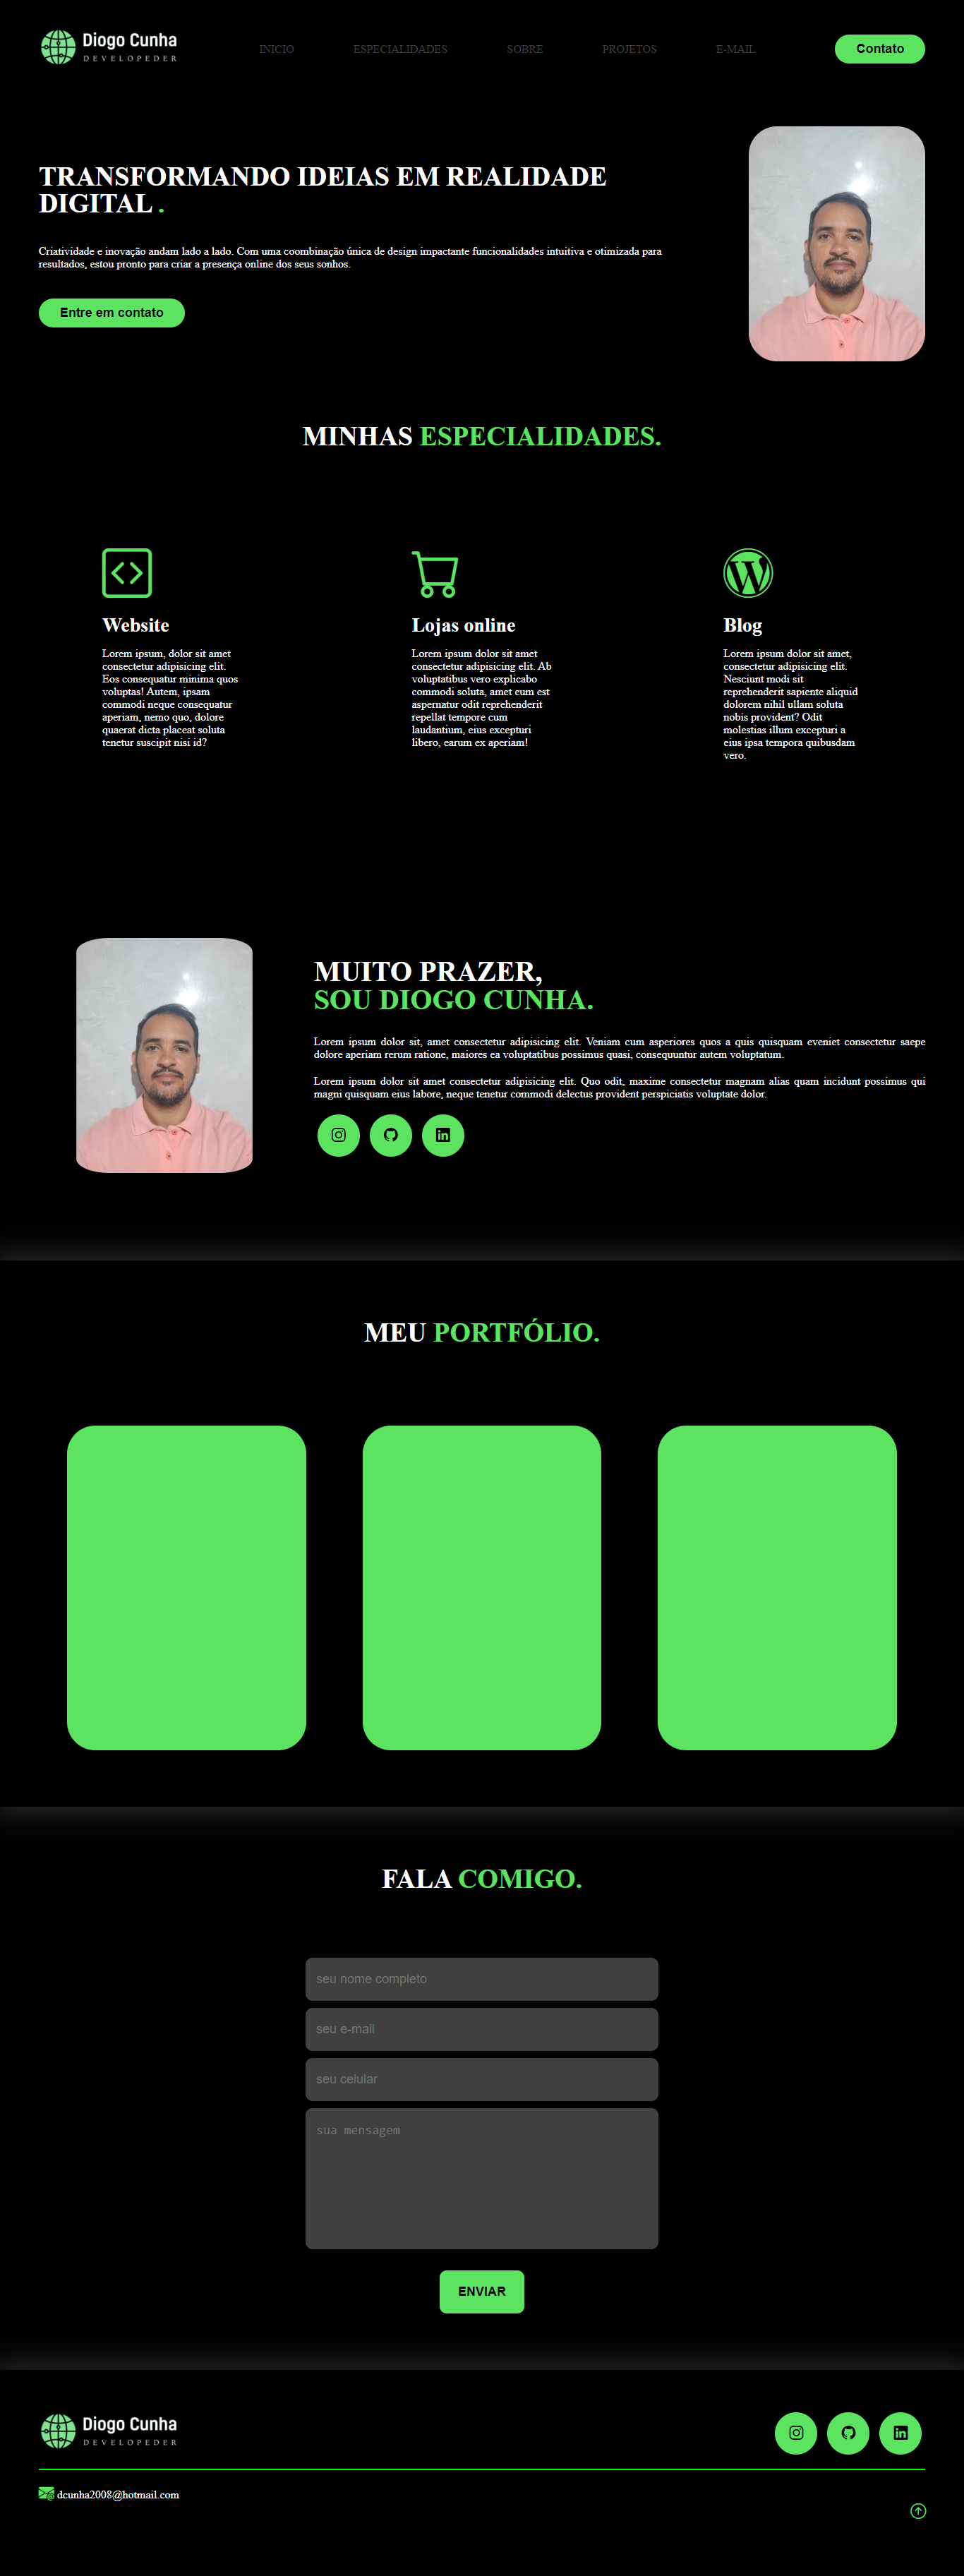 Diogo Cunha
DEVELOPEDER
INICIO
ESPECIALIDADES
SOBRE
PROJETOS
E-MAIL
Contato
TRANSFORMANDO IDEIAS EM REALIDADE
DIGITAL .
Criatividade e inovação andam lado a lado. Com uma coombinação única de design impactante funcionalidades intuitiva e otimizada para
resultados, estou pronto para criar a presença online dos seus sonhos.
Entre em contato
MINHAS ESPECIALIDADES.
Website
Lorem ipsum, dolor sit amet
consectetur adipisicing elit.
Eos consequatur minima quos
voluptas! Autem, ipsam
commodi neque consequatur
aperiam, nemo quo, dolore
quaerat dicta placeat soluta
tenetur suscipit nisi id?
Lojas online
Lorem ipsum dolor sit amet
consectetur adipisicing elit. Ab
voluptatibus vero explicabo
commodi soluta, amet eum est
aspernatur odit reprehenderit
repellat tempore cum
laudantium, eius excepturi
libero, earum ex aperiam!
Blog
Lorem ipsum dolor sit amet,
consectetur adipisicing elit.
Nesciunt modi sit
reprehenderit sapiente aliquid
dolorem nihil ullam soluta
nobis provident? Odit
molestias illum excepturi a
eius ipsa tempora quibusdam
vero.
MUITO PRAZER,
SOU DIOGO CUNHA.
Lorem ipsum dolor sit, amet consectetur adipisicing elit. Veniam cum asperiores quos a quis quisquam eveniet consectetur saepe
dolore aperiam rerum ratione, maiores ea voluptatibus possimus quasi, consequuntur autem voluptatum.
Lorem ipsum dolor sit amet consectetur adipisicing elit. Quo odit, maxime consectetur magnam alias quam incidunt possimus qui
magni quisquam eius labore, neque tenetur commodi delectus provident perspiciatis voluptate dolor.
MEU PORTFÓLIO.
FALA COMIGO.
seu nome completo
seu e-mail
seu celular
sua mensagem
ENVIAR
Diogo Cunha
DEVELOPEDER
dcunha2008@hotmail.com